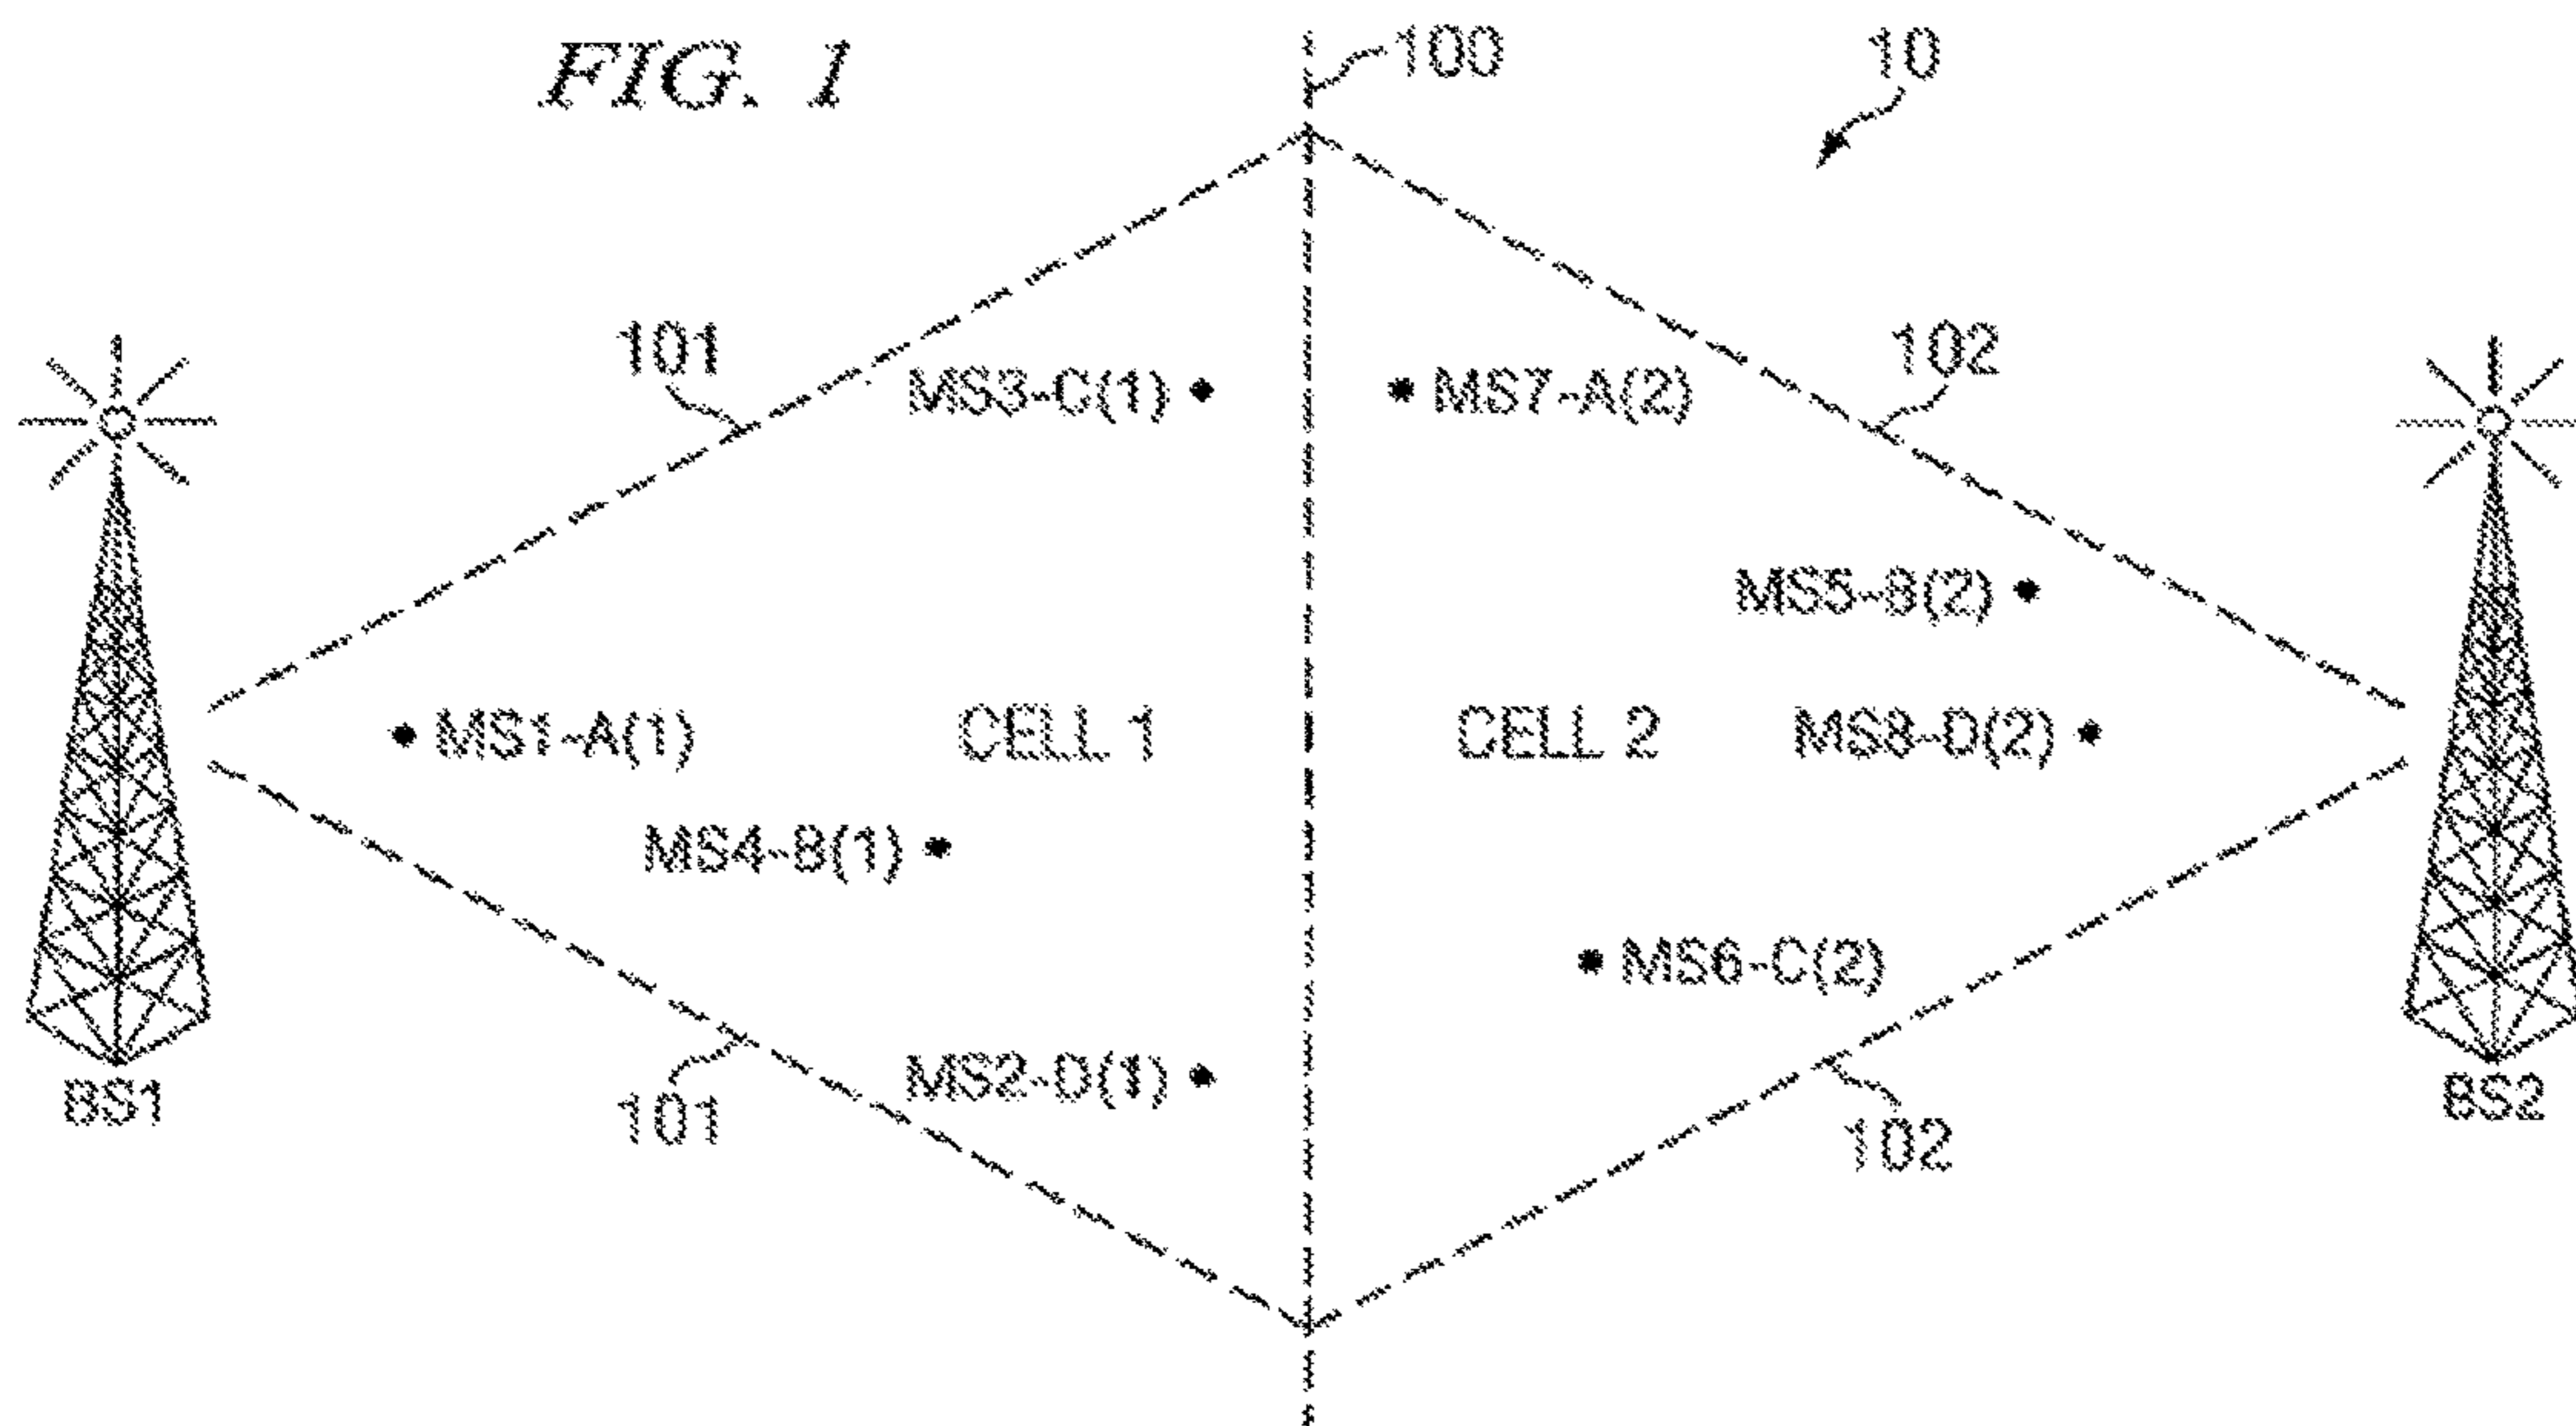 FIG. 1
100
10
101
102
MS3-C(1)
MS7-A(2)
MS5-B(2)
MS1-A(1)
CELL 1
CELL 2
MS8-D(2)
MS4-B(1)
MS6-C(2)
MS2-D(1)
BS1
101
102
BS2